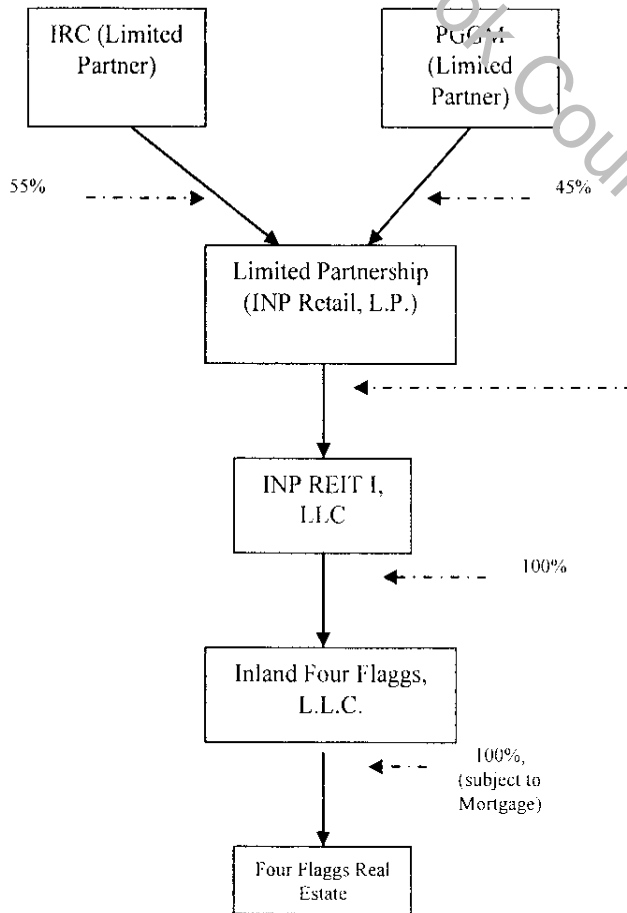 IRC (Limited
Partner)
PGGM
(Limited
Partner)
55%
45%
Limited Partnership
(INP Retail, L.P.)
INP REIT I,
LLC
100%
Inland Four Flaggs,
L.L.C.
100%,
(subject to
Mortgage)
Four Flaggs Real
Estate